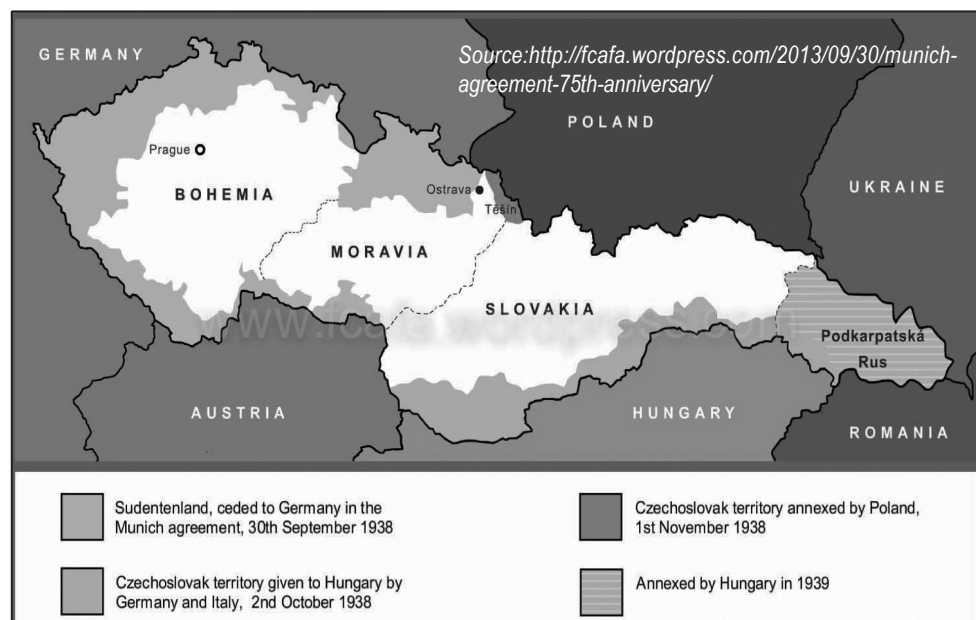 GERMANY
Source:http://fcafa.wordpress.com/2013/09/30/munich-
agreement-75th-anniversary/
POLAND
UKRAINE
Prague
BOHEMIA
Ostrava
Těšín
MORAVIA
SLOVAKIA
www.fcafa.wordpress.com
Podkarpatská
Rus
AUSTRIA
HUNGARY
ROMANIA
Sudentenland, ceded to Germany in the
Munich agreement, 30th September 1938
Czechoslovak territory given to Hungary by
Germany and Italy, 2nd October 1938
Czechoslovak territory annexed by Poland,
1st November 1938
Annexed by Hungary in 1939